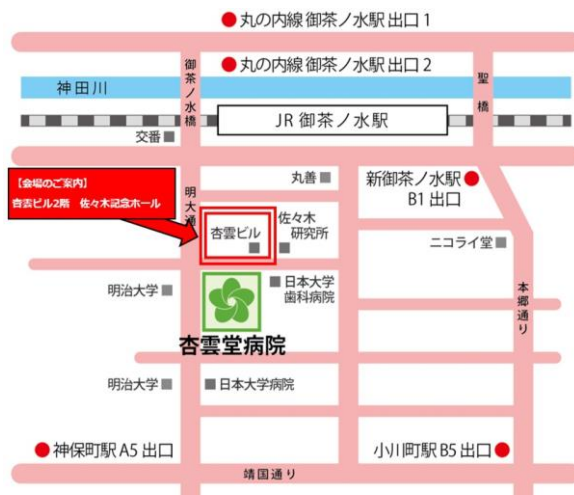 丸の内線 御茶ノ水駅 出口 1
御茶ノ水橋
丸の内線 御茶ノ水駅 出口 2
聖橋
神田川
JR 御茶ノ水駅
交番
【会場のご案内】
杏雲ビル2階　佐々木記念ホール
明大通り
丸善
新御茶ノ水駅
B1 出口
杏雲ビル
佐々木
研究所
ニコライ堂
明治大学
日本大学
歯科病院
本郷通り
杏雲堂病院
明治大学
日本大学病院
神保町駅 A5 出口
小川町駅 B5 出口
靖国通り